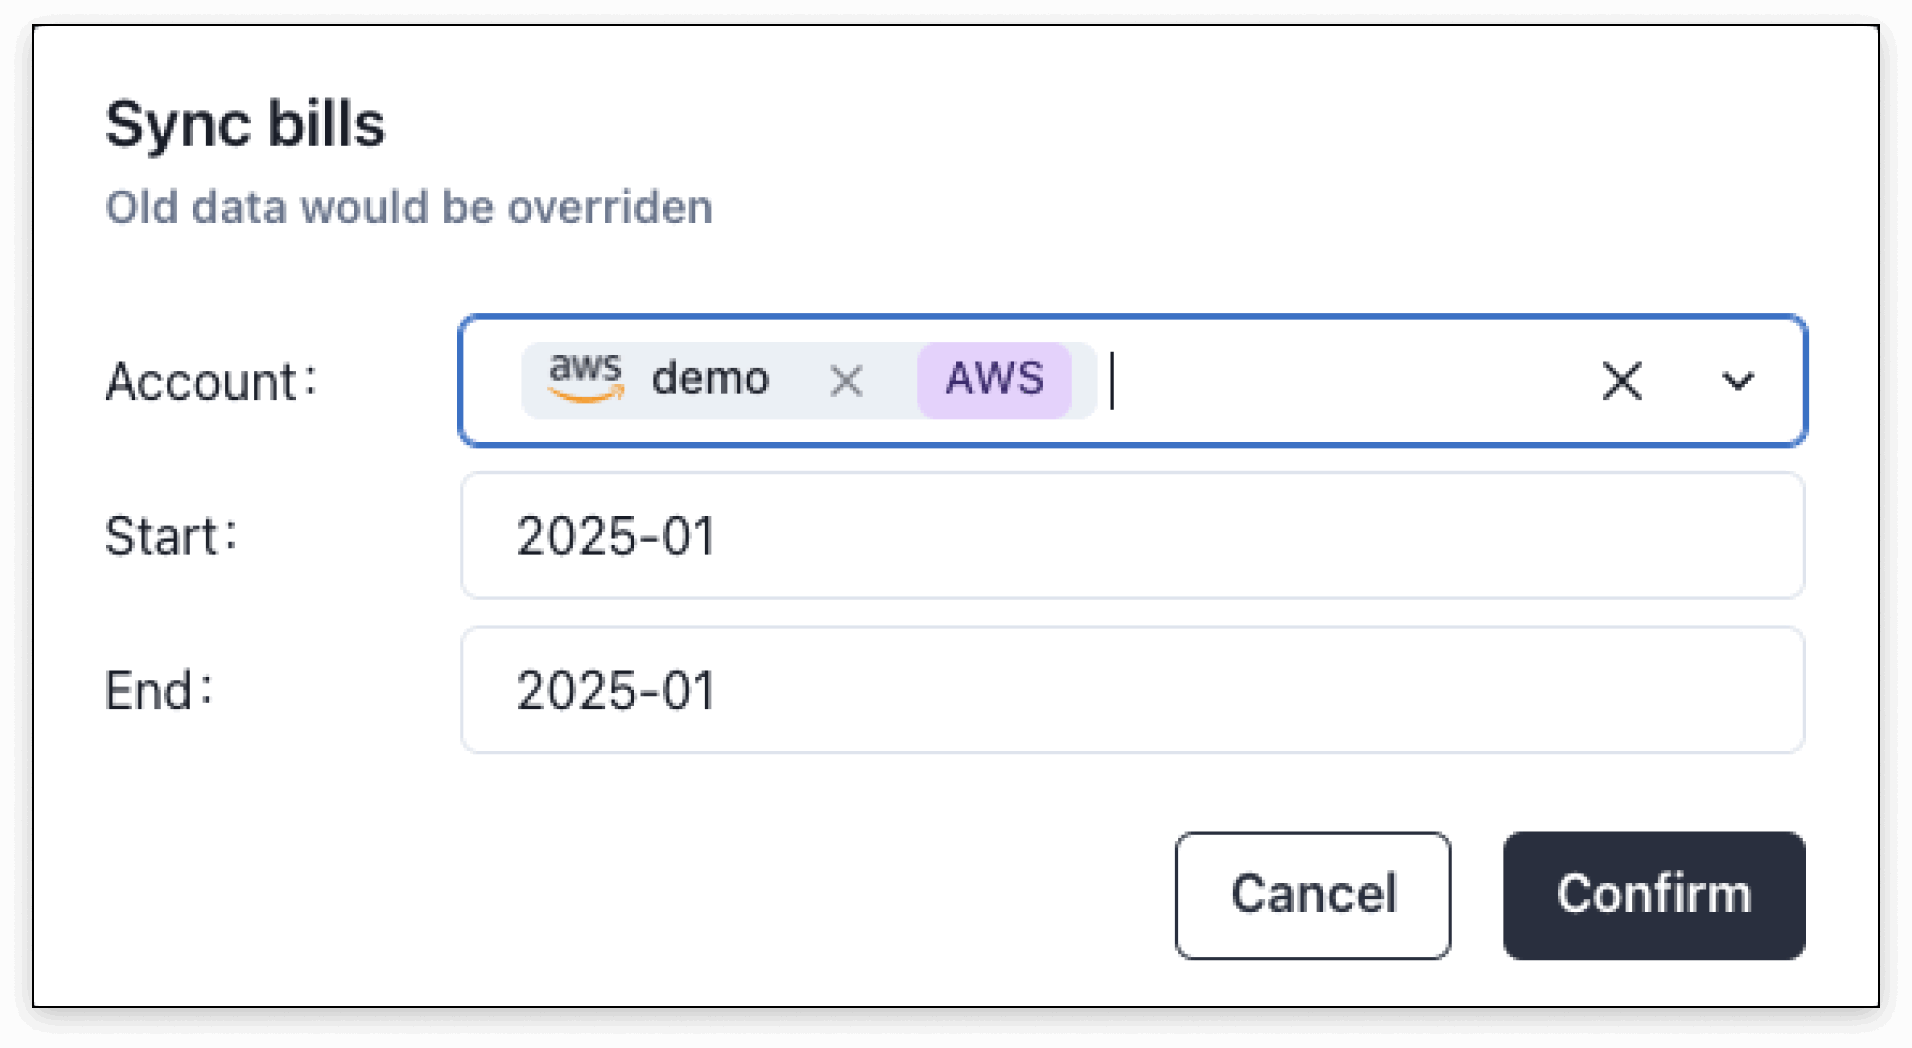 Sync bills
Old data would be overriden
Account: aws demo AWS
Start: 2025-01
End: 2025-01
Cancel Confirm